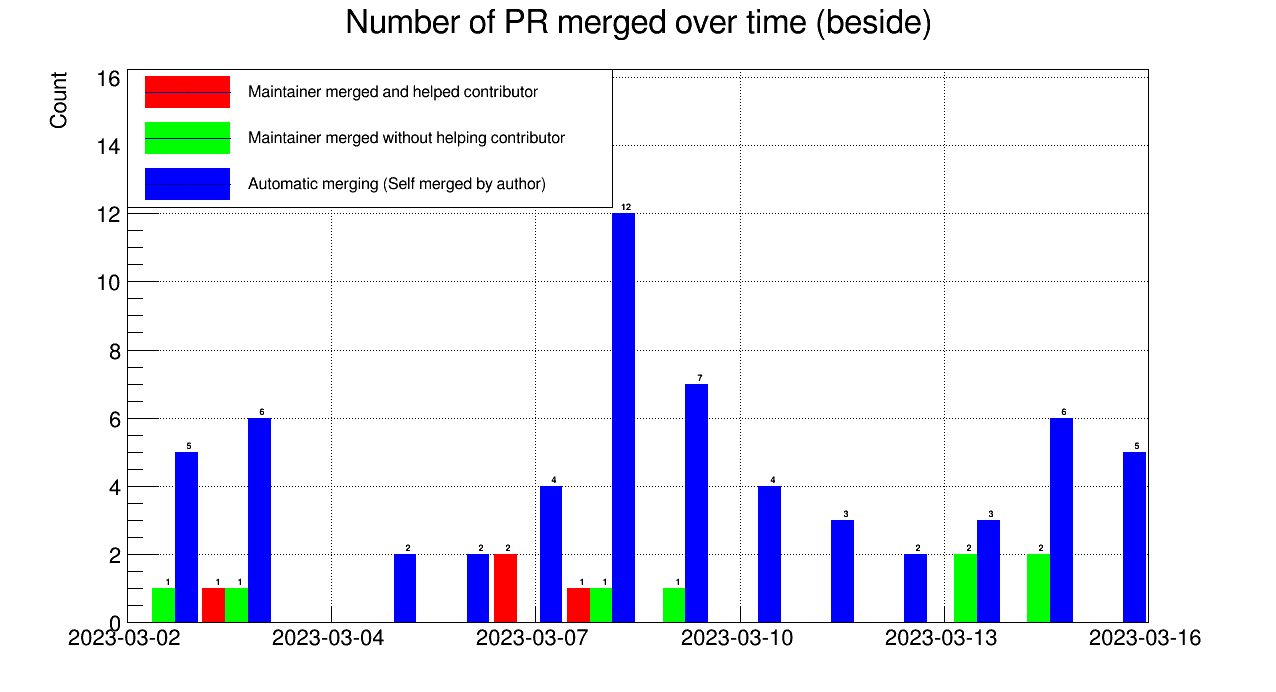 Number of PR merged over time (beside)
Count
16
14
12
10
8
6
4
2
0
Maintainer merged and helped contributor
Maintainer merged without helping contributor
Automatic merging (Self merged by author)
1 5 1 1 6 2 2 2 4 1 1 12 1 7 4 3 2 2 3 2 6 5
2023-03-02 2023-03-04 2023-03-07 2023-03-10 2023-03-13 2023-03-16